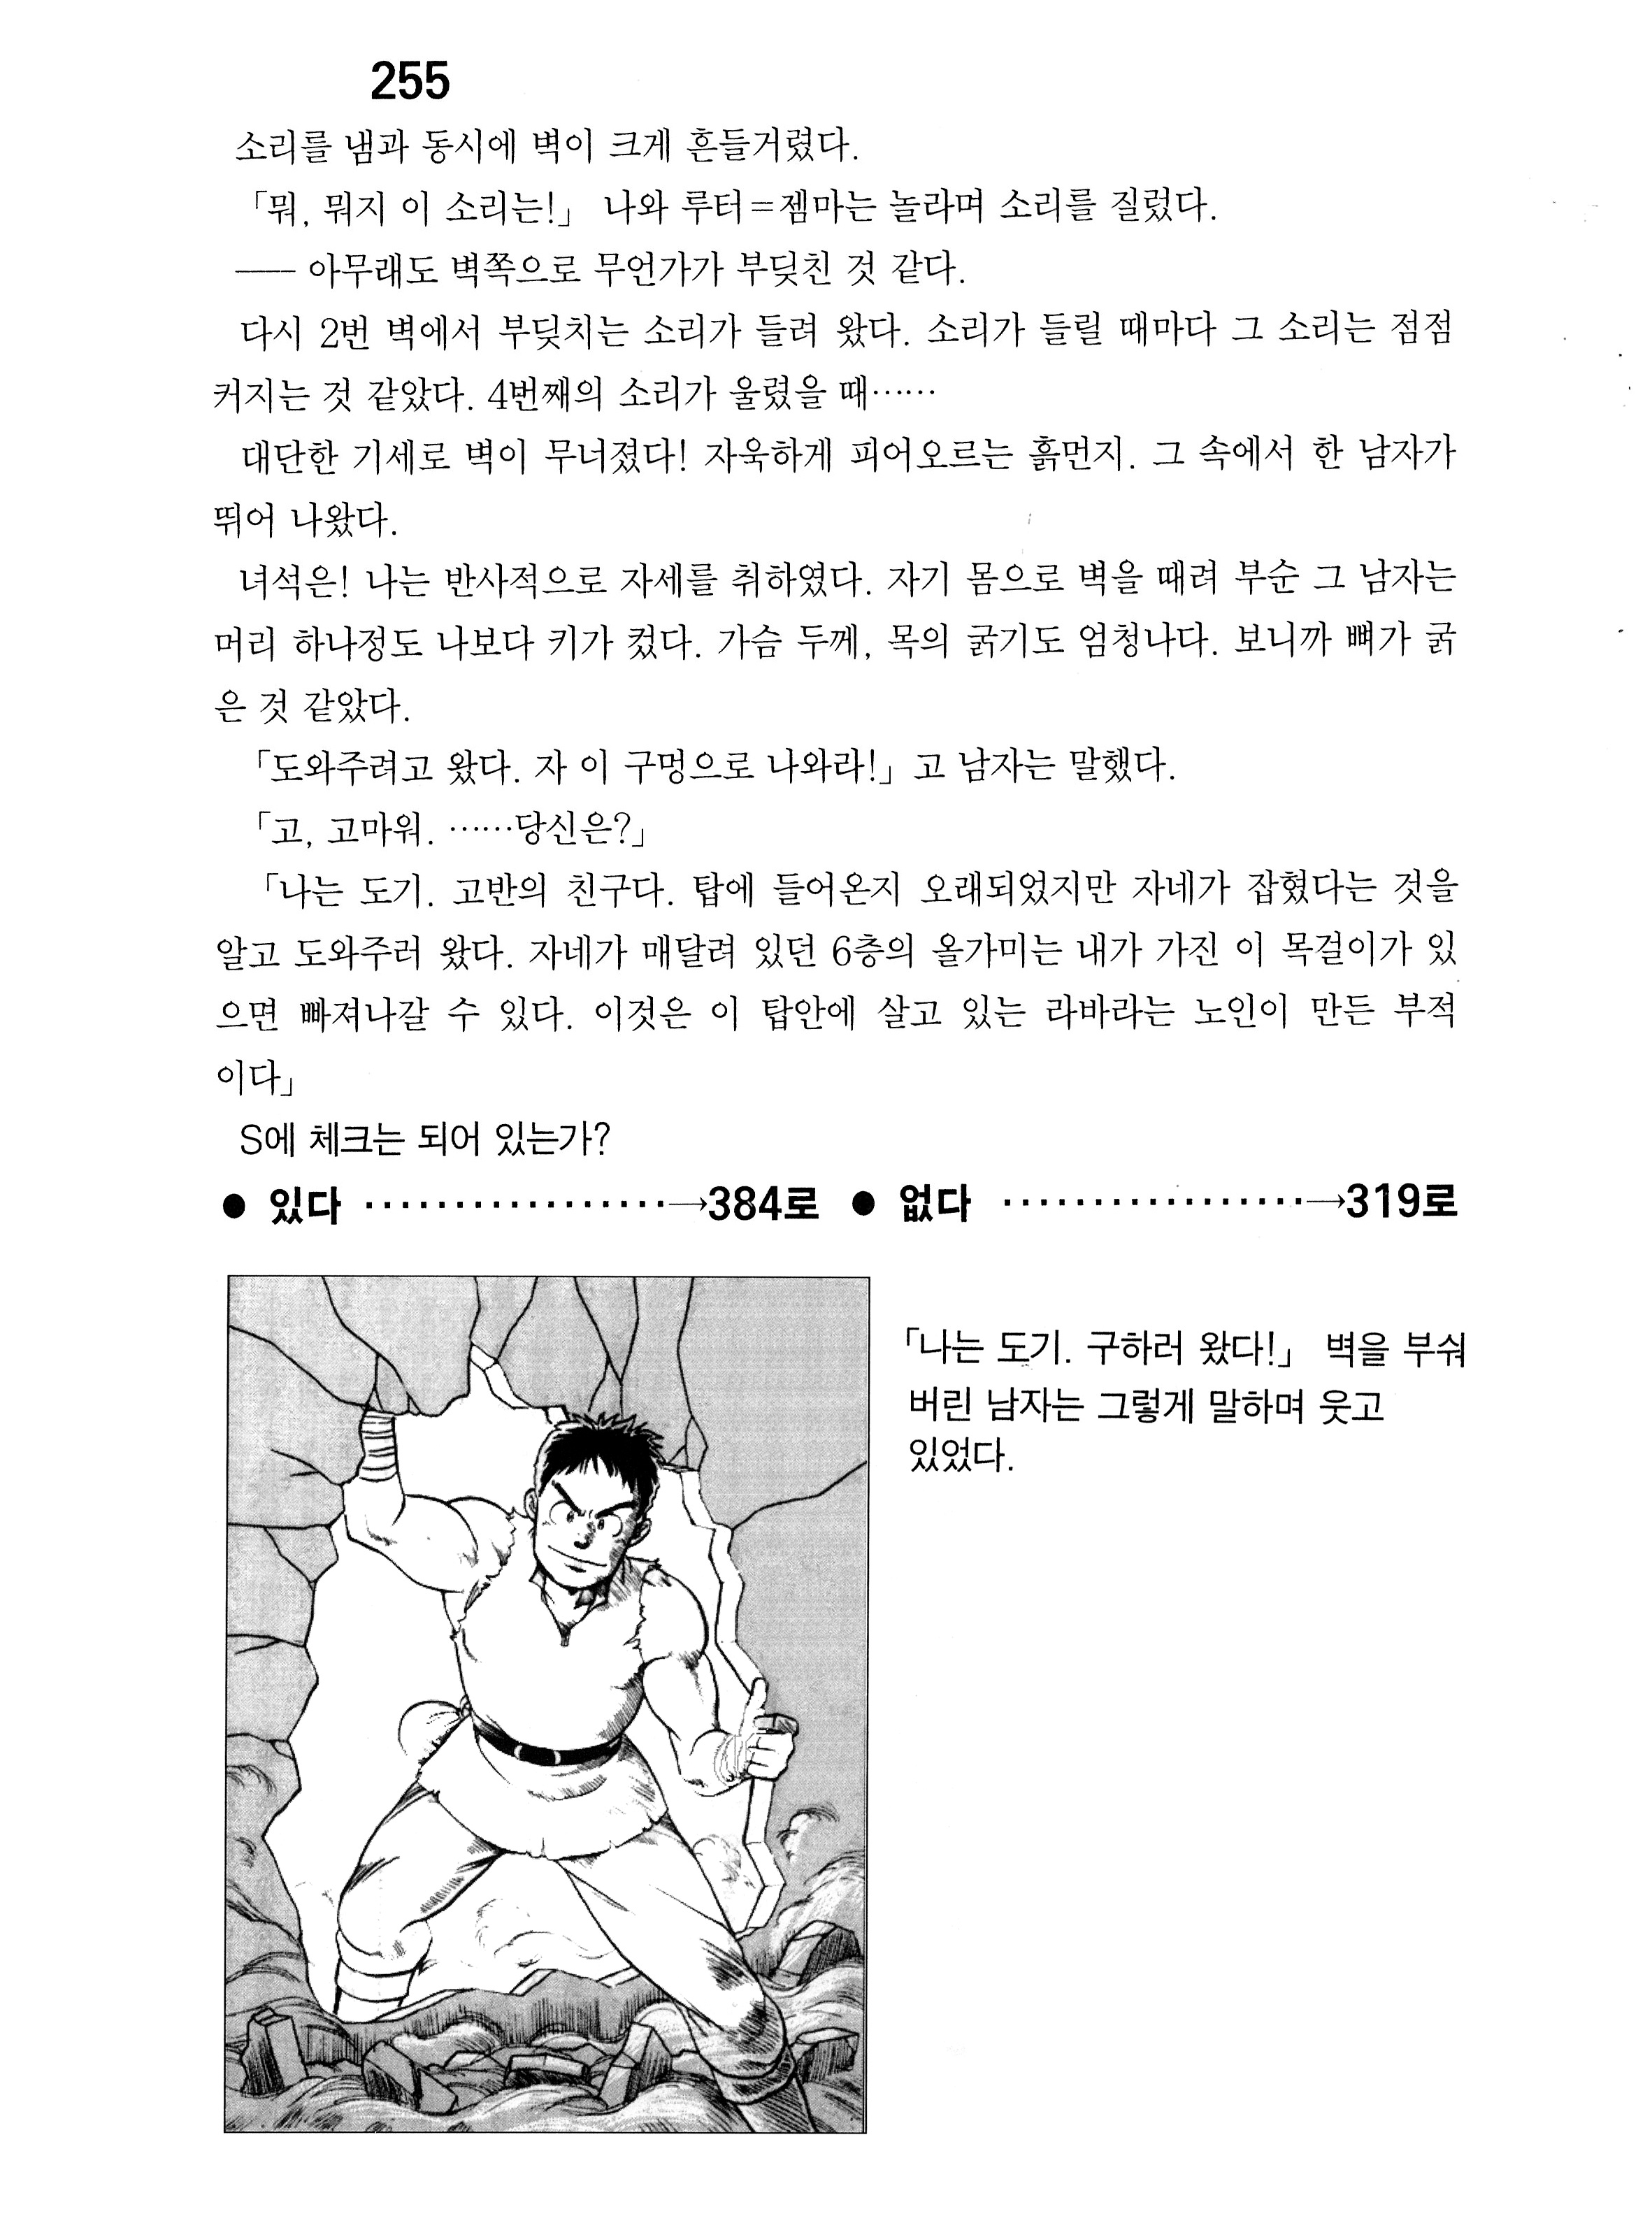 255
소리를 냄과 동시에 벽이 크게 흔들거렸다.
「뭐, 뭐지 이 소리는!」 나와 루터=젬마는 놀라며 소리를 질렀다.
── 아무래도 벽쪽으로 무언가가 부딪친 것 같다.
다시 2번 벽에서 부딪치는 소리가 들려 왔다. 소리가 들릴 때마다 그 소리는 점점
커지는 것 같았다. 4번째의 소리가 울렸을 때……
대단한 기세로 벽이 무너졌다! 자욱하게 피어오르는 흙먼지. 그 속에서 한 남자가
뛰어 나왔다.
녀석은! 나는 반사적으로 자세를 취하였다. 자기 몸으로 벽을 때려 부순 그 남자는
머리 하나정도 나보다 키가 컸다. 가슴 두께, 목의 굵기도 엄청나다. 보니까 뼈가 굵
은 것 같았다.
「도와주려고 왔다. 자 이 구멍으로 나와라!」고 남자는 말했다.
「고, 고마워. ……당신은?」
「나는 도기. 고반의 친구다. 탑에 들어온지 오래되었지만 자네가 잡혔다는 것을
알고 도와주러 왔다. 자네가 매달려 있던 6층의 올가미는 내가 가진 이 목걸이가 있
으면 빠져나갈 수 있다. 이것은 이 탑안에 살고 있는 라바라는 노인이 만든 부적
이다」
S에 체크는 되어 있는가?
● 있다 ·················→384로 ● 없다 ·················→319로
「나는 도기. 구하러 왔다!」 벽을 부숴
버린 남자는 그렇게 말하며 웃고
있었다.